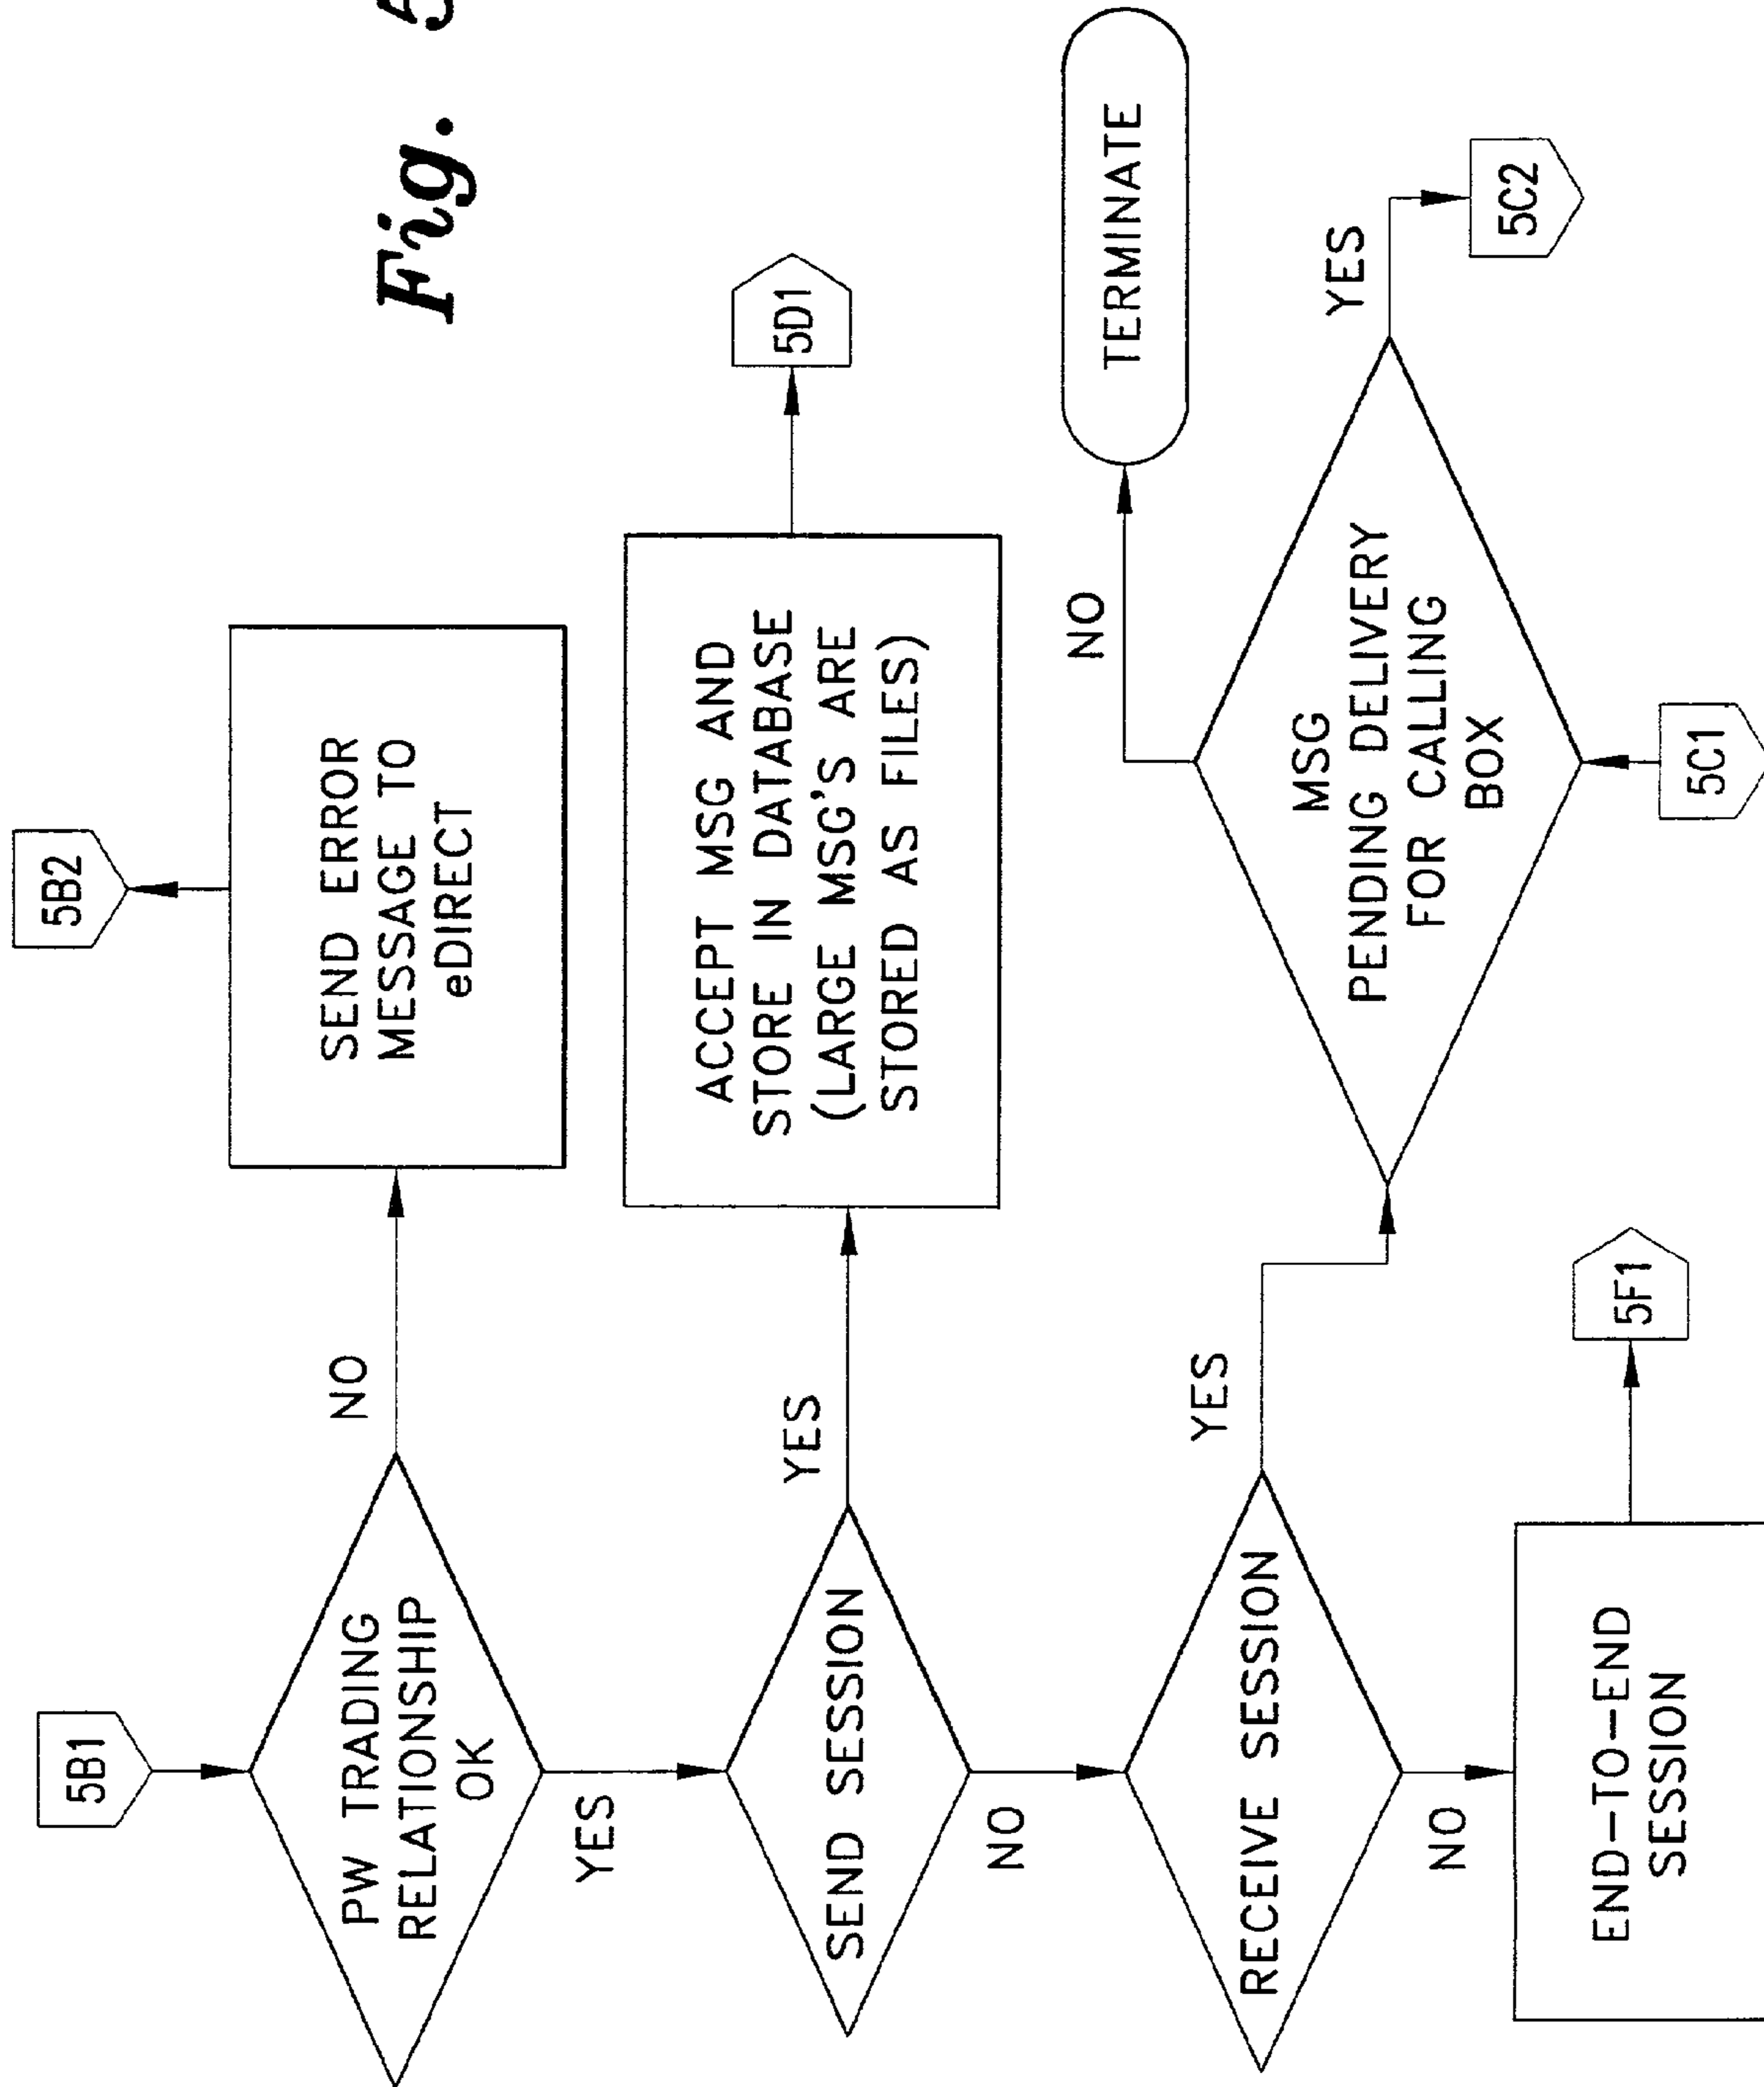 Fig. 5
5B1
5B2
PW TRADING
RELATIONSHIP
OK
NO
SEND ERROR
MESSAGE TO
eDIRECT
YES
SEND SESSION
YES
ACCEPT MSG AND
STORE IN DATABASE
(LARGE MSG'S ARE
STORED AS FILES)
5D1
NO
RECEIVE SESSION
YES
MSG
PENDING DELIVERY
FOR CALLING
BOX
NO
TERMINATE
YES
5C2
5C1
NO
END-TO-END
SESSION
5F1